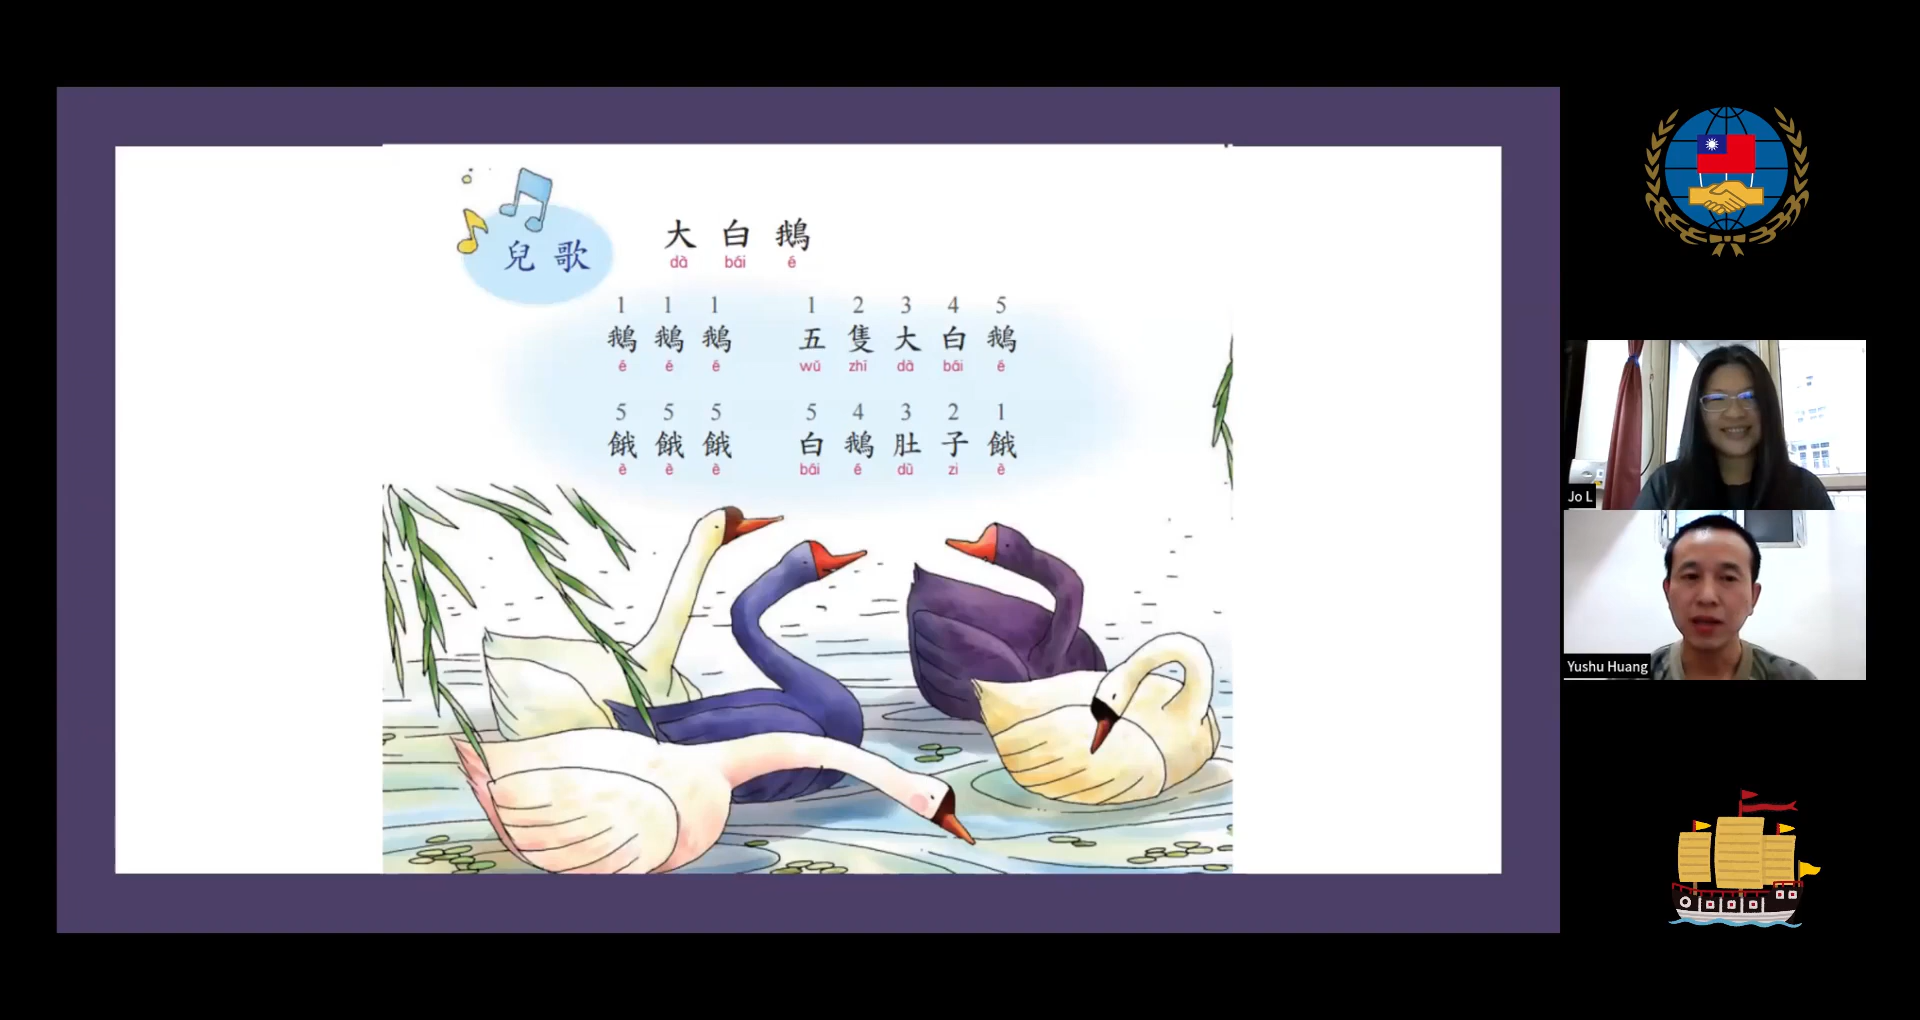 兒歌
大 白 鵝
dà bái é
1 1 1 1 2 3 4 5
鵝 鵝 鵝 五 隻 大 白 鵝
é é é wǔ zhī dà bái é
5 5 5 5 4 3 2 1
餓 餓 餓 白 鵝 肚 子 餓
è è è bái é dù zi è
Jo L
Yushu Huang